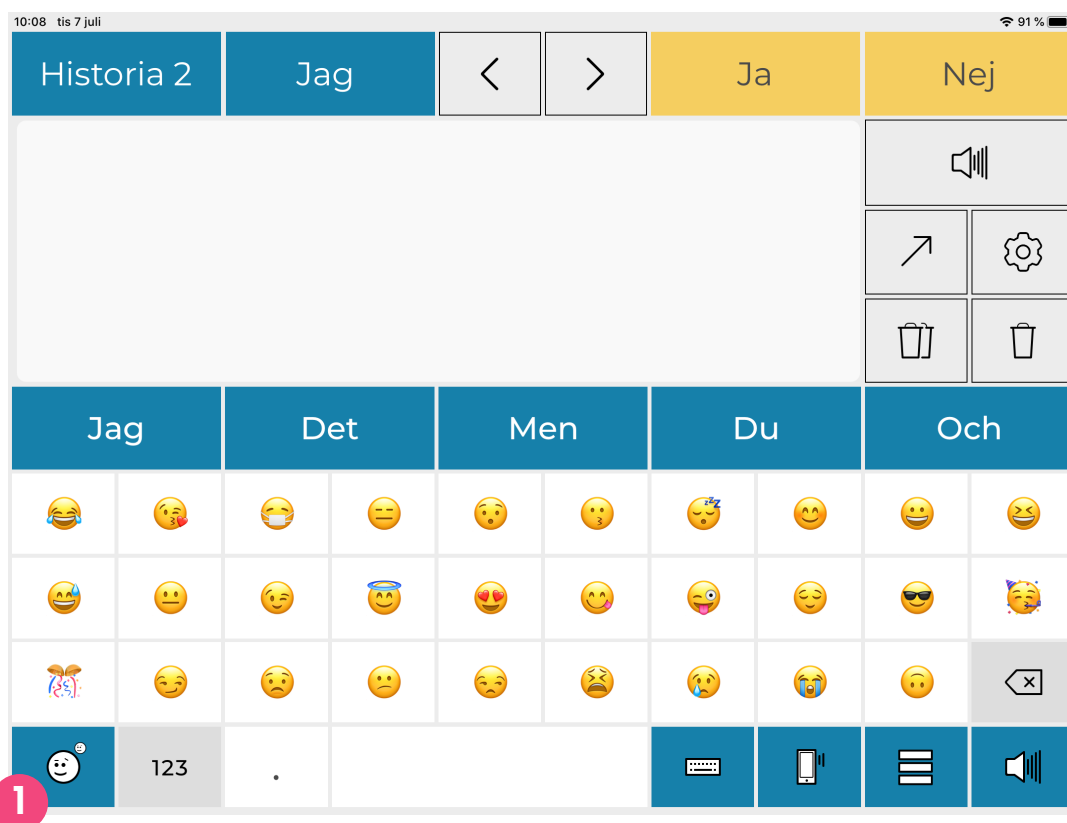 10:08 tis 7 juli 91 %
Historia 2 Jag Ja Nej
Jag Det Men Du Och
123 .
1